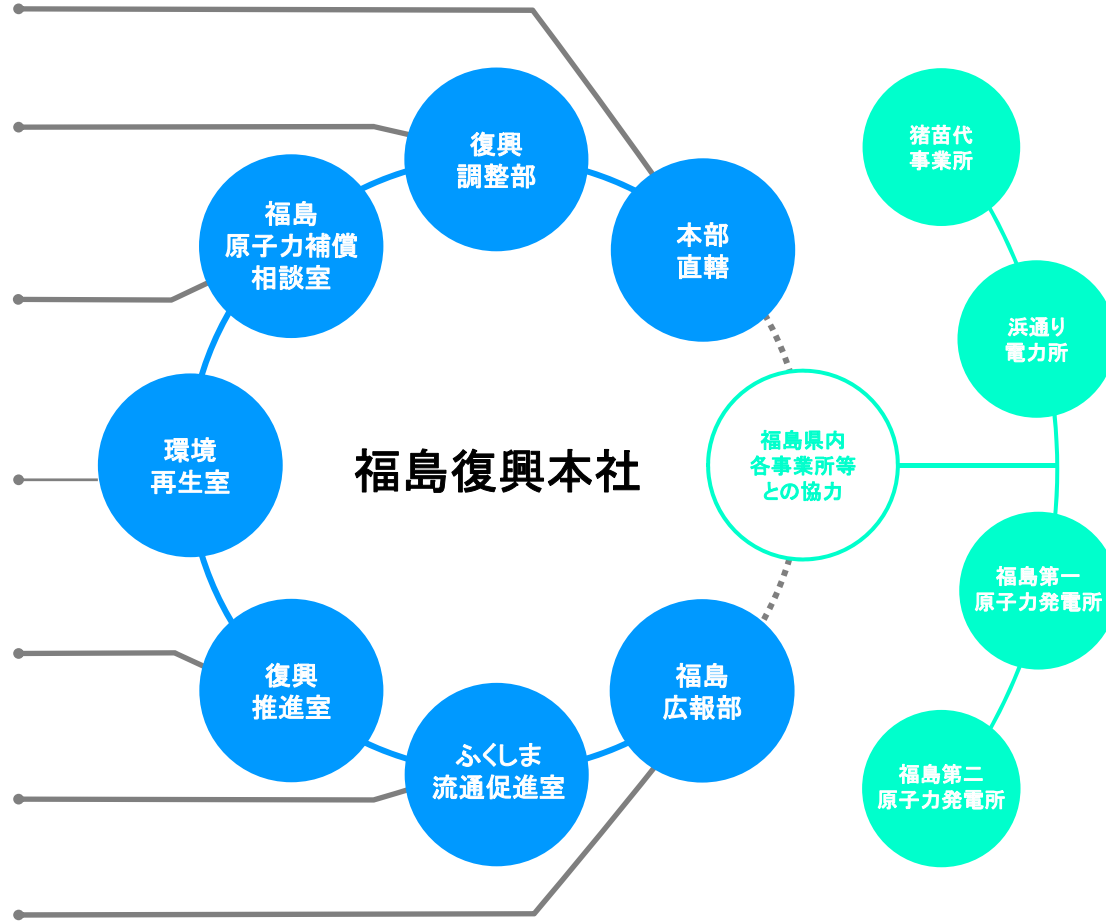 復興
調整部
福島
原子力補償
相談室
本部
直轄
環境
再生室
福島復興本社
福島県内
各事業所等
との協力
復興
推進室
ふくしま
流通促進室
福島
広報部
猪苗代
事業所
浜通り
電力所
福島第一
原子力発電所
福島第二
原子力発電所